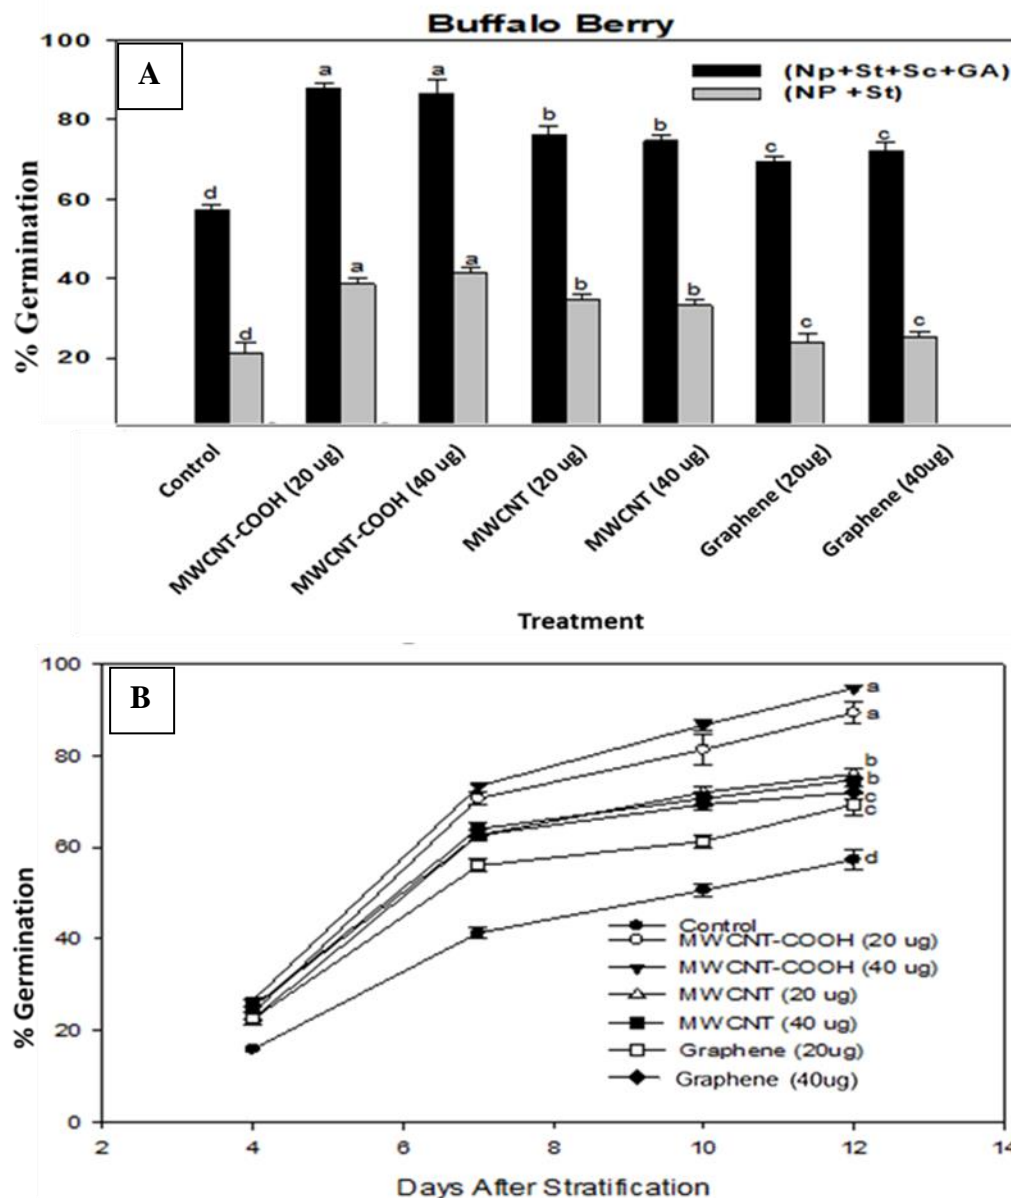 Buffalo Berry
A
100
80
60
40
20
% Germination
(Np+St+Sc+GA)
(NP +St)
d
d
a
a
a
a
b
b
b
b
c
c
c
c
Control
MWCNT-COOH (20 ug)
MWCNT-COOH (40 ug)
MWCNT (20 ug)
MWCNT (40 ug)
Graphene (20ug)
Graphene (40ug)
Treatment
B
100
80
60
40
20
0
% Germination
a
a
b
b
c
c
d
Control
MWCNT-COOH (20 ug)
MWCNT-COOH (40 ug)
MWCNT (20 ug)
MWCNT (40 ug)
Graphene (20ug)
Graphene (40ug)
2 4 6 8 10 12 14
Days After Stratification